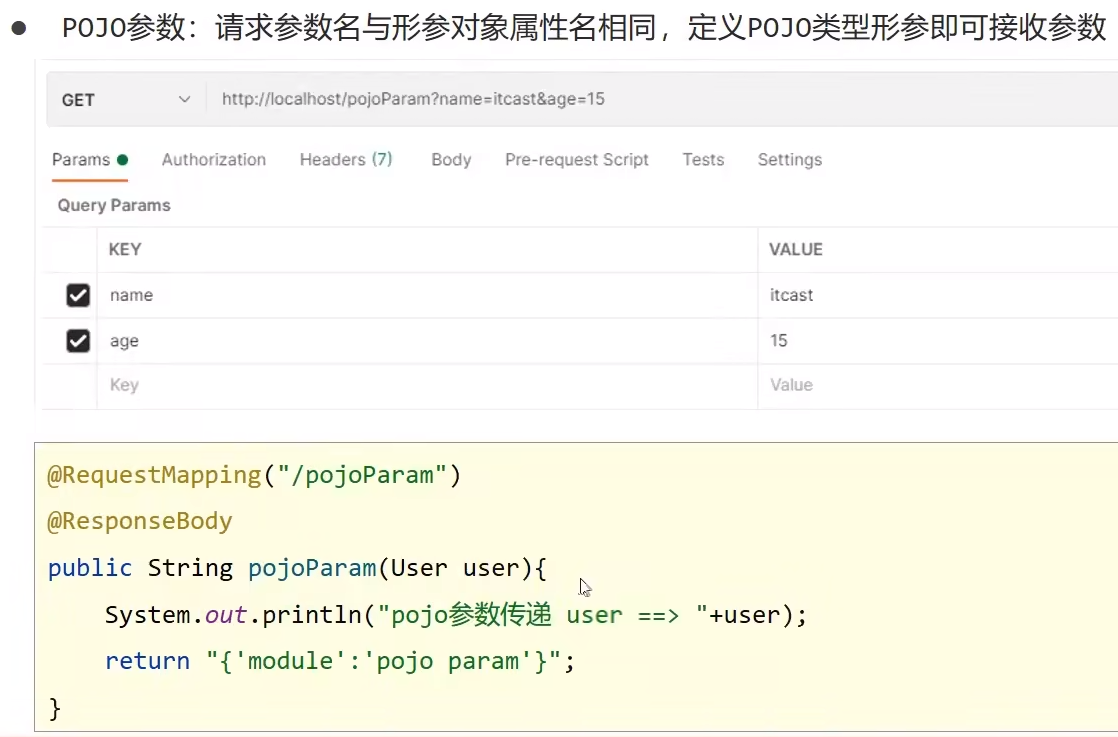 ● POJO参数：请求参数名与形参对象属性名相同，定义POJO类型形参即可接收参数
GET http://localhost/pojoParam?name=itcast&age=15
Params Authorization Headers (7) Body Pre-request Script Tests Settings
Query Params
KEY VALUE
name itcast
age 15
Key Value
@RequestMapping("/pojoParam")
@ResponseBody
public String pojoParam(User user){
    System.out.println("pojo参数传递 user ==> "+user);
    return "{'module':'pojo param'}";
}